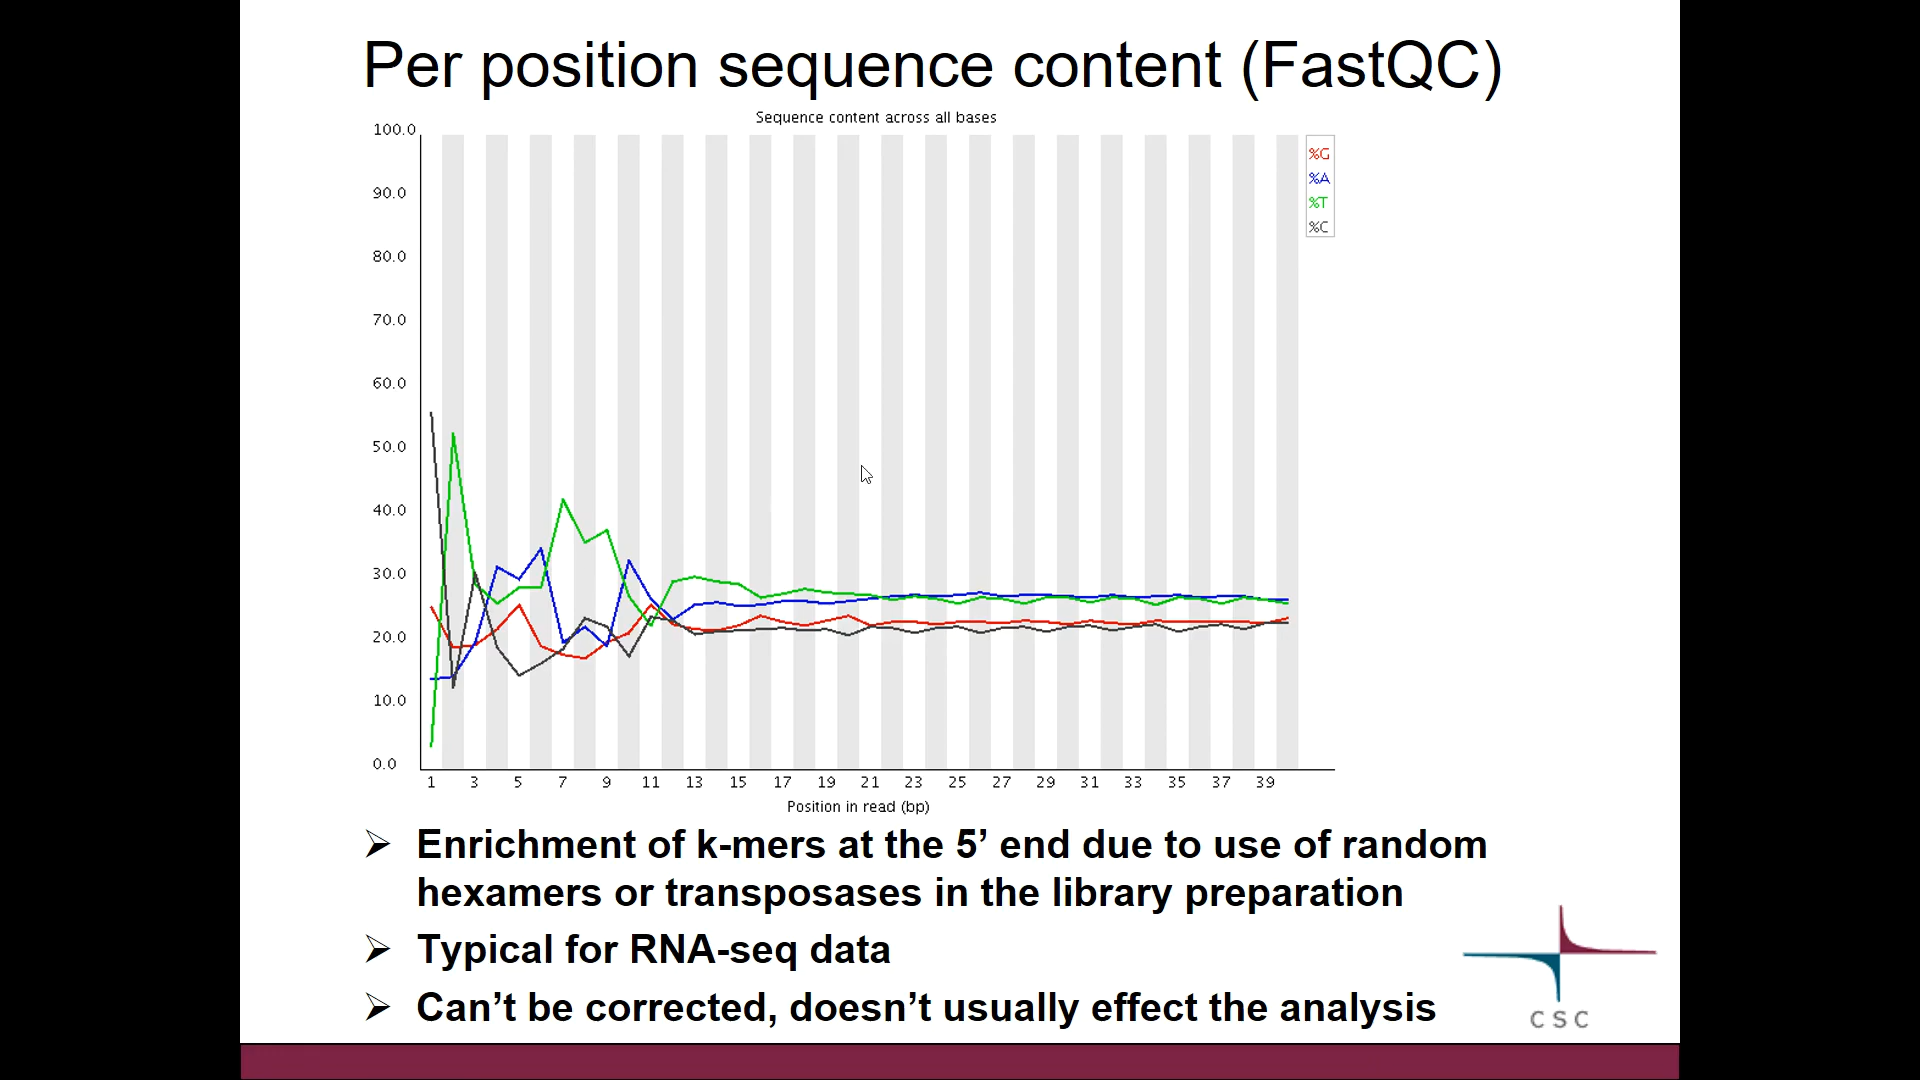 Per position sequence content (FastQC)
Sequence content across all bases
100.0
90.0
80.0
70.0
60.0
50.0
40.0
30.0
20.0
10.0
0.0
%G
%A
%T
%C
1 3 5 7 9 11 13 15 17 19 21 23 25 27 29 31 33 35 37 39
Position in read (bp)
➢ Enrichment of k-mers at the 5’ end due to use of random
hexamers or transposases in the library preparation
➢ Typical for RNA-seq data
➢ Can’t be corrected, doesn’t usually effect the analysis
CSC